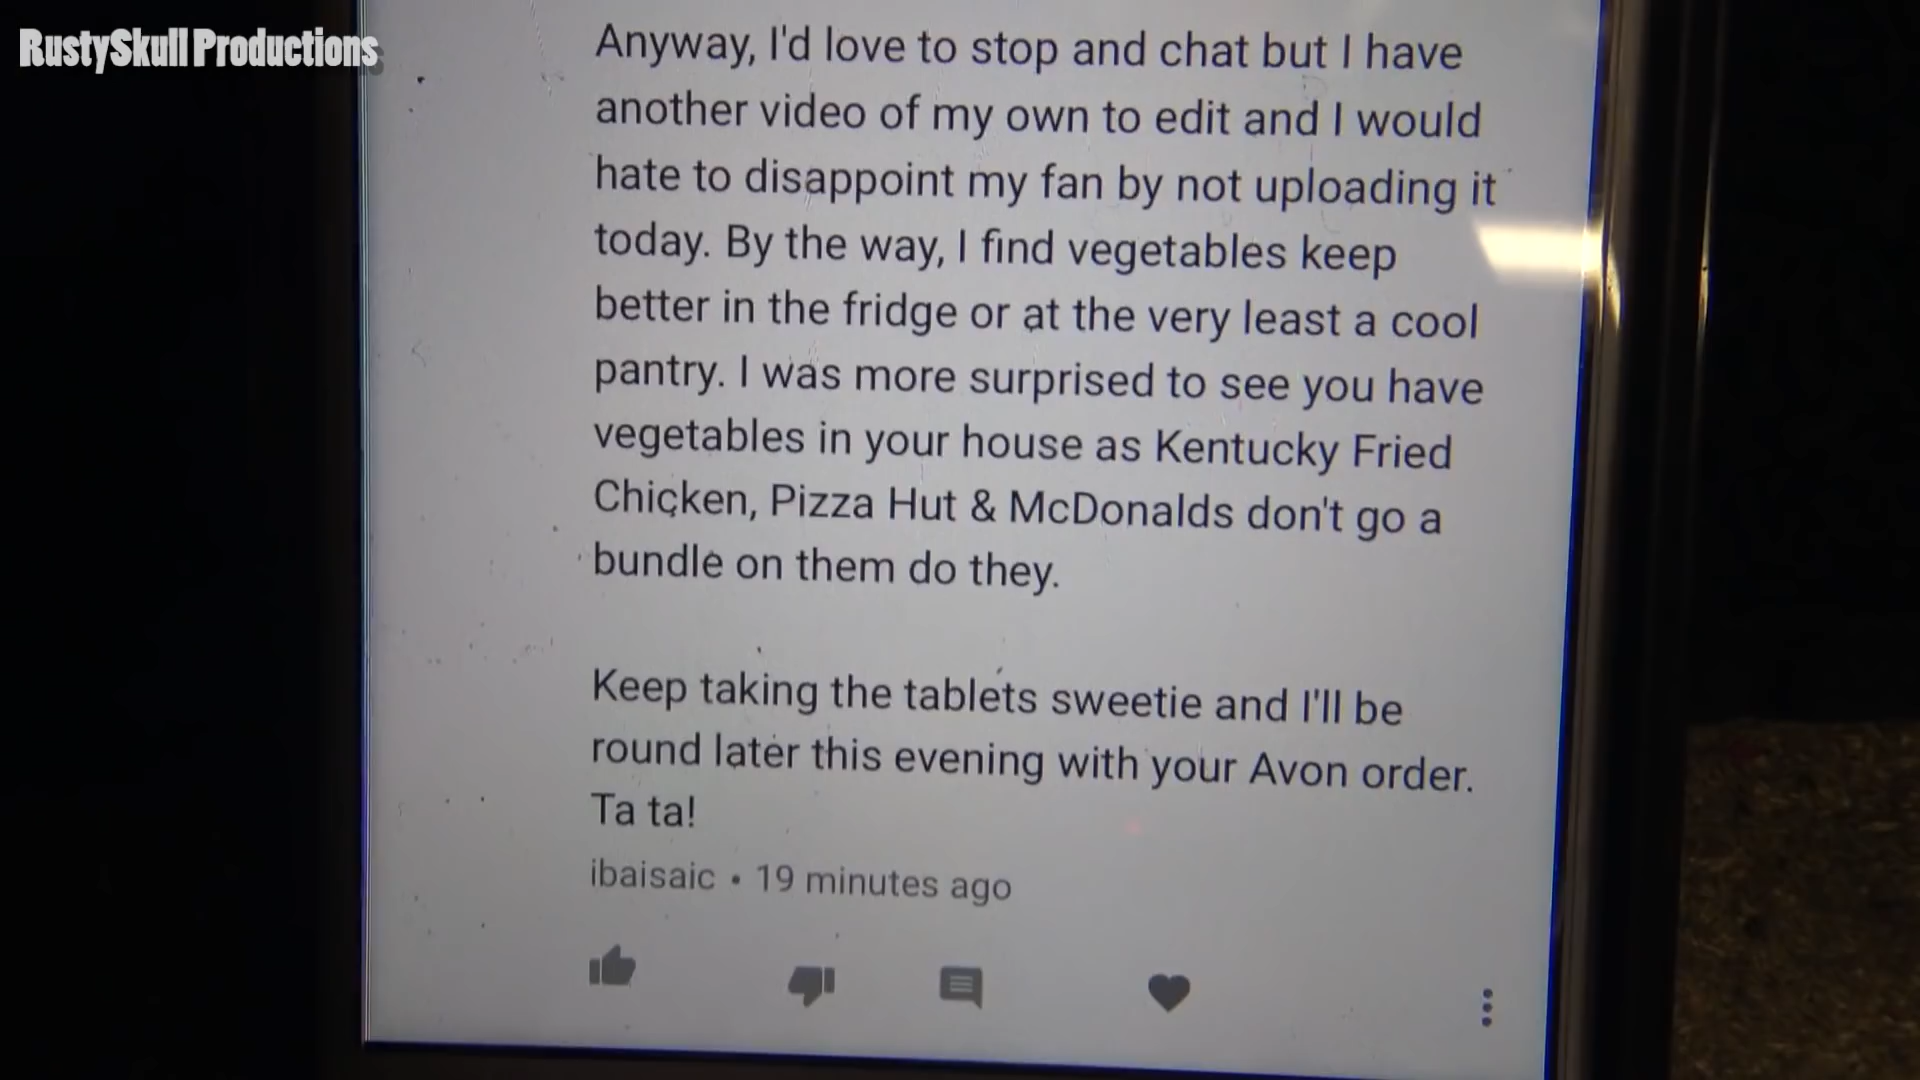 RustySkull Productions
Anyway, I'd love to stop and chat but I have
another video of my own to edit and I would
hate to disappoint my fan by not uploading it
today. By the way, I find vegetables keep
better in the fridge or at the very least a cool
pantry. I was more surprised to see you have
vegetables in your house as Kentucky Fried
Chicken, Pizza Hut & McDonalds don't go a
bundle on them do they.
Keep taking the tablets sweetie and I'll be
round later this evening with your Avon order.
Ta ta!
ibaisaic • 19 minutes ago